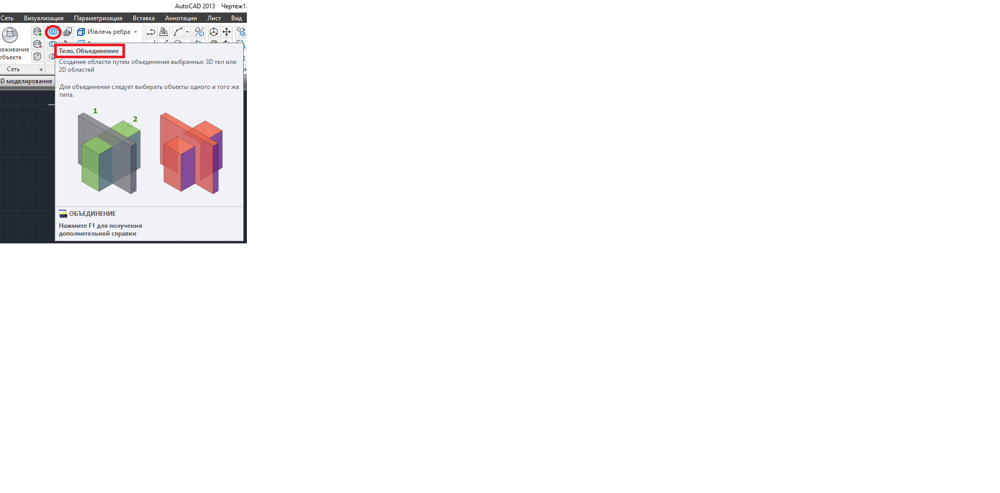 AutoCAD 2013 Чертеж1.
Сеть Визуализация Параметризация Вставка Аннотации Лист Вид
Извлечь ребра
объекта
Сеть
3D моделирование
Тело, Объединение
Создание области путем объединения выбранных 3D тел или
2D областей
Для объединения следует выбирать объекты одного и того же
типа.
1
2
ОБЪЕДИНЕНИЕ
Нажмите F1 для получения
дополнительной справки